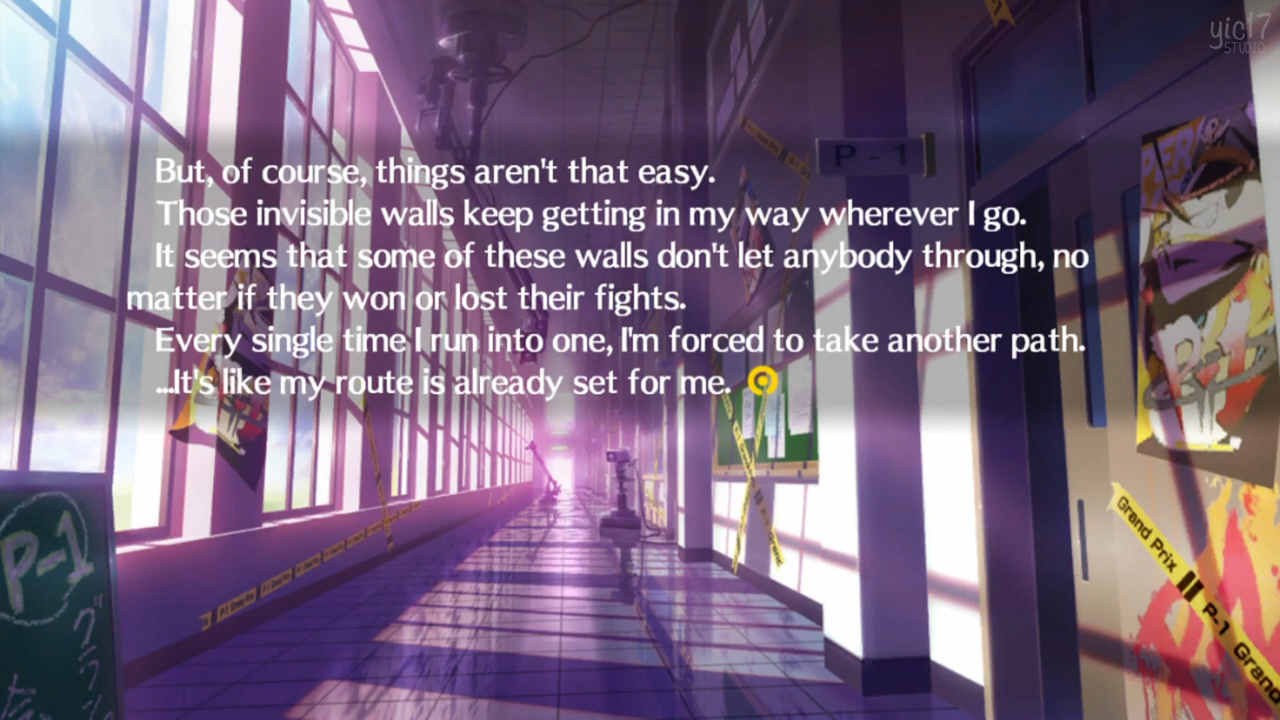 yic17
STUDIO
P-1
But, of course, things aren't that easy.
Those invisible walls keep getting in my way wherever I go.
It seems that some of these walls don't let anybody through, no
matter if they won or lost their fights.
Every single time I run into one, I'm forced to take another path.
...It's like my route is already set for me.
P-1
グラン
Grand Prix
P-1 Grand